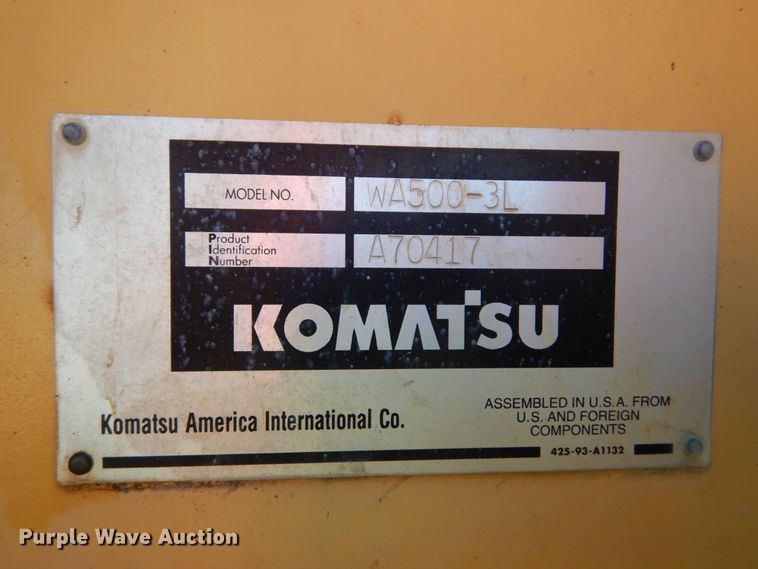 MODEL NO. WA500-3L
Product
Identification
Number
A70417
KOMATSU
Komatsu America International Co.
ASSEMBLED IN U.S.A. FROM
U.S. AND FOREIGN
COMPONENTS
425-93-A1132
Purple Wave Auction